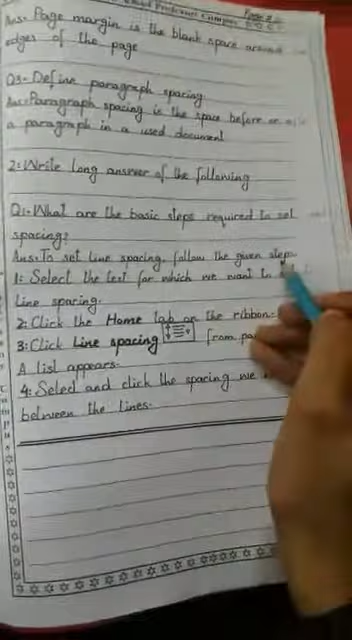 Page
Ans:- Page margin is the blank space around
edges of the page
Q3:- Define paragraph spacing.
Ans:- Paragraph spacing is the space before or
a paragraph in a used document
2:- Write long answer of the following
Q1:- What are the basic steps required to set
spacing?
Ans:- To set line spacing, follow the given steps
1:- Select the text for which we want to
Line sparing.
2:- Click the Home tab on the ribbon.
3:- Click Line spacing from
A list appears.
4:- Select and click the spacing we
between the lines.